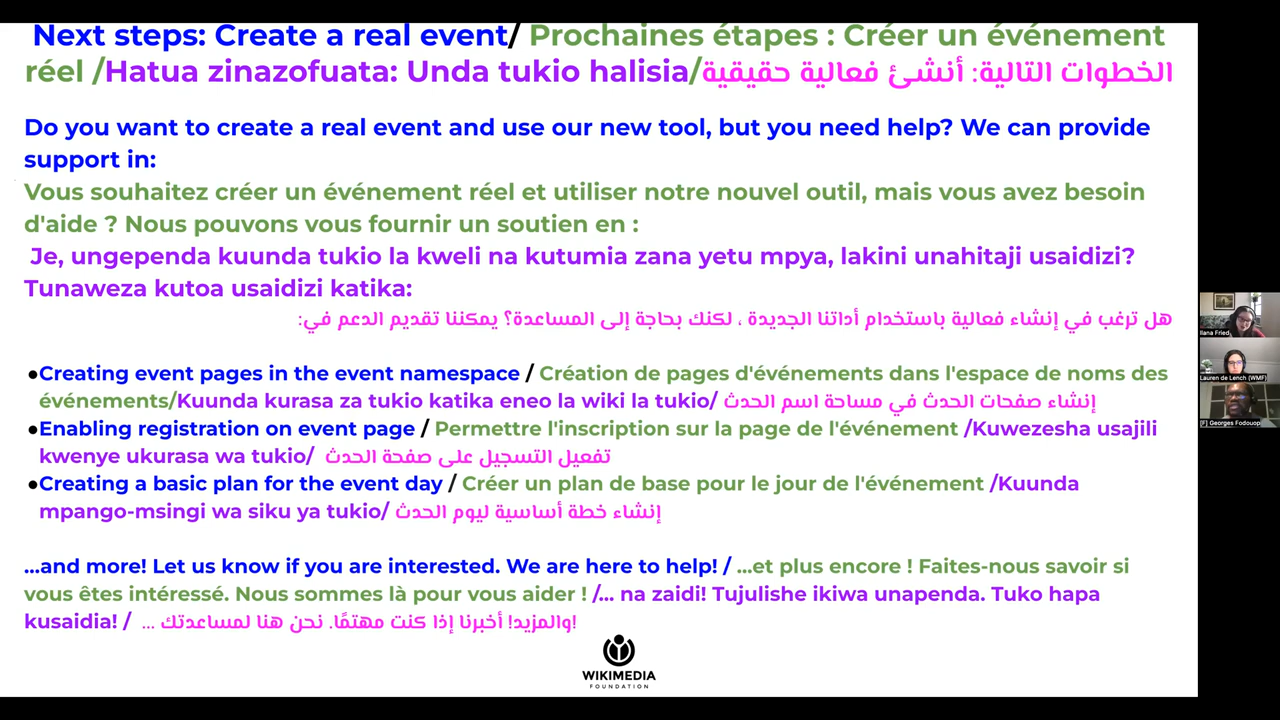 Next steps: Create a real event/ Prochaines étapes : Créer un événement
réel /Hatua zinazofuata: Unda tukio halisia/الخطوات التالية: أنشئ فعالية حقيقية
Do you want to create a real event and use our new tool, but you need help? We can provide
support in:
Vous souhaitez créer un événement réel et utiliser notre nouvel outil, mais vous avez besoin
d'aide ? Nous pouvons vous fournir un soutien en :
Je, ungependa kuunda tukio la kweli na kutumia zana yetu mpya, lakini unahitaji usaidizi?
Tunaweza kutoa usaidizi katika:
هل ترغب في إنشاء فعالية باستخدام أداتنا الجديدة ، لكنك بحاجة إلى المساعدة؟ يمكننا تقديم الدعم في:
●Creating event pages in the event namespace / Création de pages d'événements dans l'espace de noms des
événements/Kuunda kurasa za tukio katika eneo la wiki la tukio/ إنشاء صفحات الحدث في مساحة اسم الحدث
●Enabling registration on event page / Permettre l'inscription sur la page de l'événement /Kuwezesha usajili
kwenye ukurasa wa tukio/ تفعيل التسجيل على صفحة الحدث
●Creating a basic plan for the event day / Créer un plan de base pour le jour de l'événement /Kuunda
mpango-msingi wa siku ya tukio/ إنشاء خطة أساسية ليوم الحدث
...and more! Let us know if you are interested. We are here to help! / ...et plus encore ! Faites-nous savoir si
vous êtes intéressé. Nous sommes là pour vous aider ! /... na zaidi! Tujulishe ikiwa unapenda. Tuko hapa
kusaidia! / ... والمزيد! أخبرنا إذا كنت مهتمًا. نحن هنا لمساعدتك!
WIKIMEDIA
FOUNDATION
Ilana Fried
Lauren de Lench (WMF)
[F] Georges Fodouop